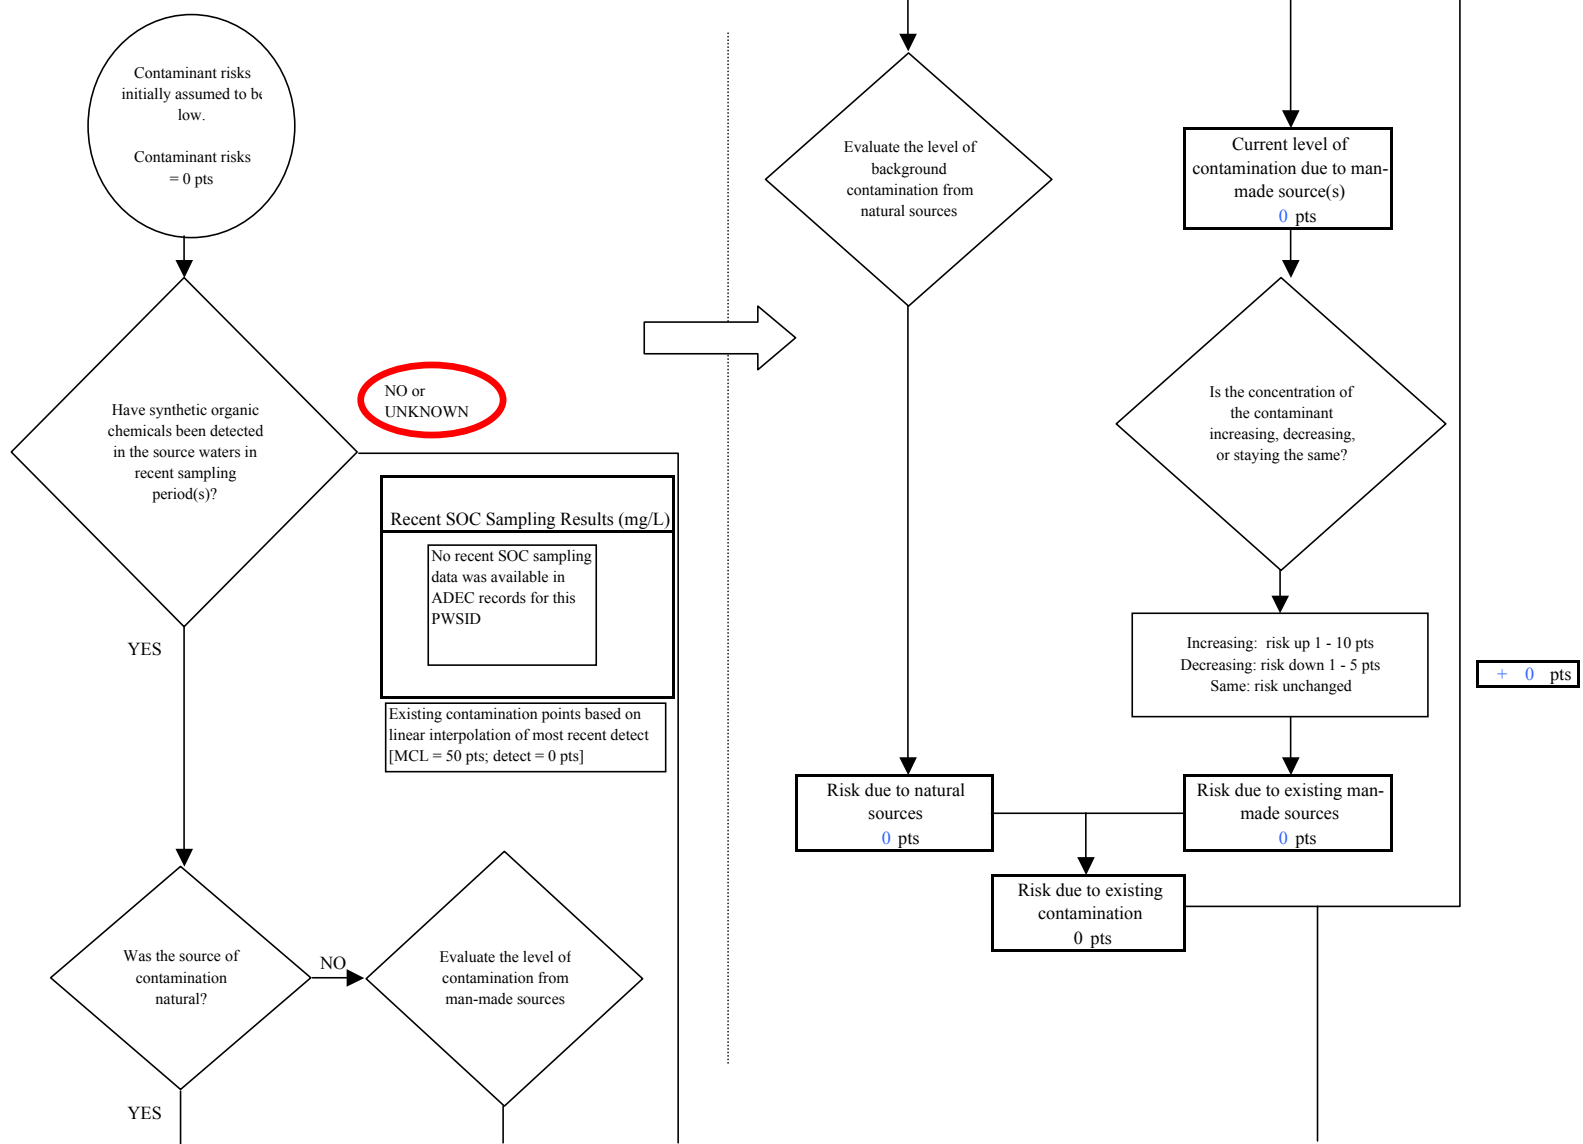 Contaminant risks
initially assumed to be
low.
Contaminant risks
= 0 pts
Have synthetic organic
chemicals been detected
in the source waters in
recent sampling
period(s)?
NO or
UNKNOWN
Recent SOC Sampling Results (mg/L)
No recent SOC sampling
data was available in
ADEC records for this
PWSID
Existing contamination points based on
linear interpolation of most recent detect
[MCL = 50 pts; detect = 0 pts]
YES
Was the source of
contamination
natural?
NO
Evaluate the level of
contamination from
man-made sources
YES
Evaluate the level of
background
contamination from
natural sources
Current level of
contamination due to man-
made source(s)
0 pts
Is the concentration of
the contaminant
increasing, decreasing,
or staying the same?
Increasing: risk up 1 - 10 pts
Decreasing: risk down 1 - 5 pts
Same: risk unchanged
+ 0 pts
Risk due to natural
sources
0 pts
Risk due to existing man-
made sources
0 pts
Risk due to existing
contamination
0 pts